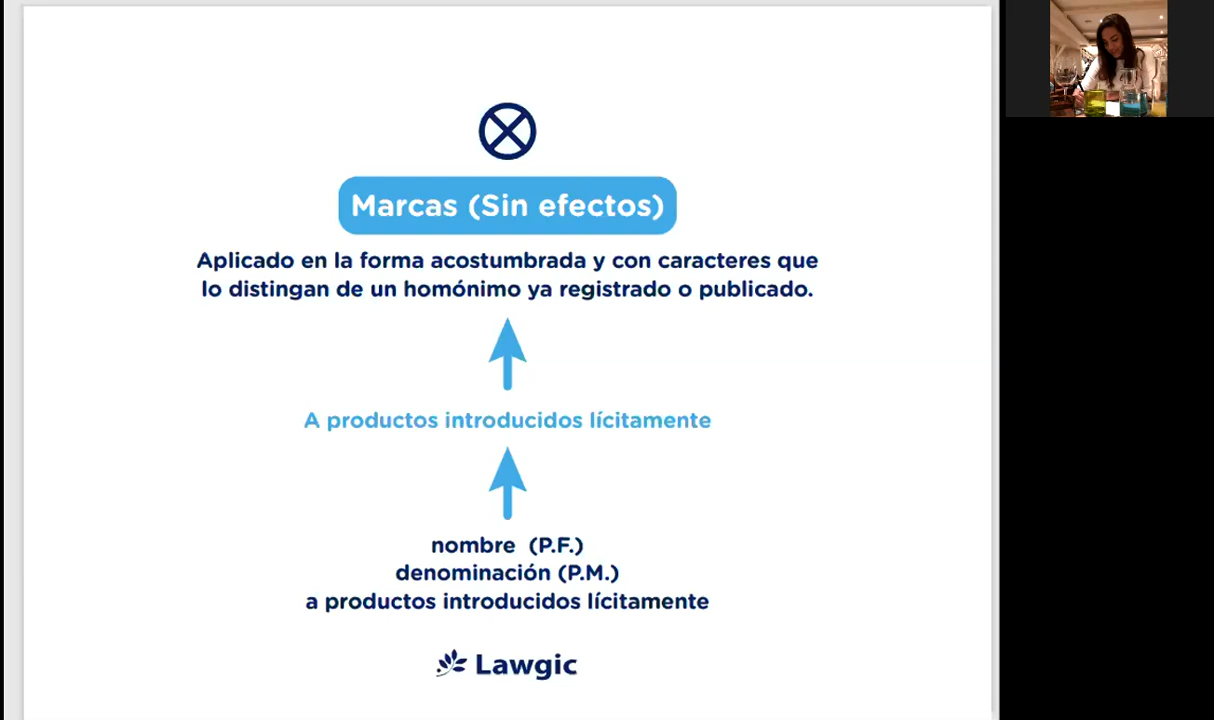 Marcas (Sin efectos)
Aplicado en la forma acostumbrada y con caracteres que
lo distingan de un homónimo ya registrado o publicado.
A productos introducidos lícitamente
nombre (P.F.)
denominación (P.M.)
a productos introducidos lícitamente
Lawgic